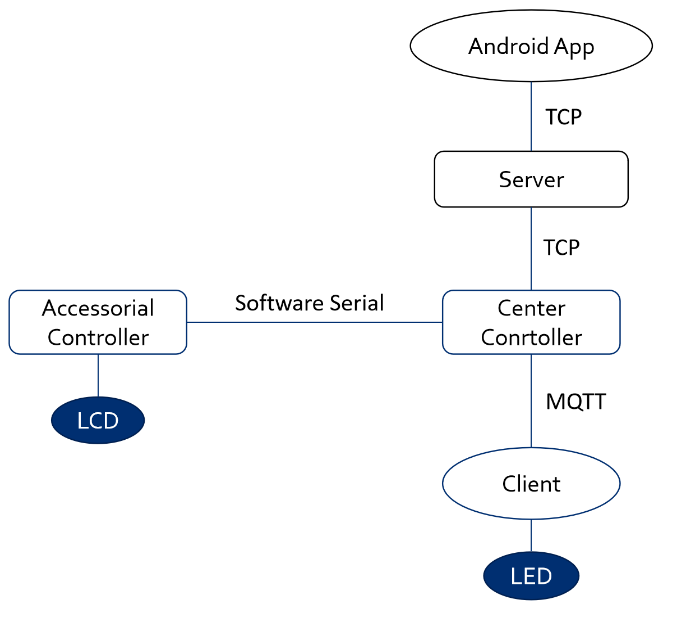 Android App
TCP
Server
TCP
Accessorial
Controller
Software Serial
Center
Conrtoller
LCD
MQTT
Client
LED